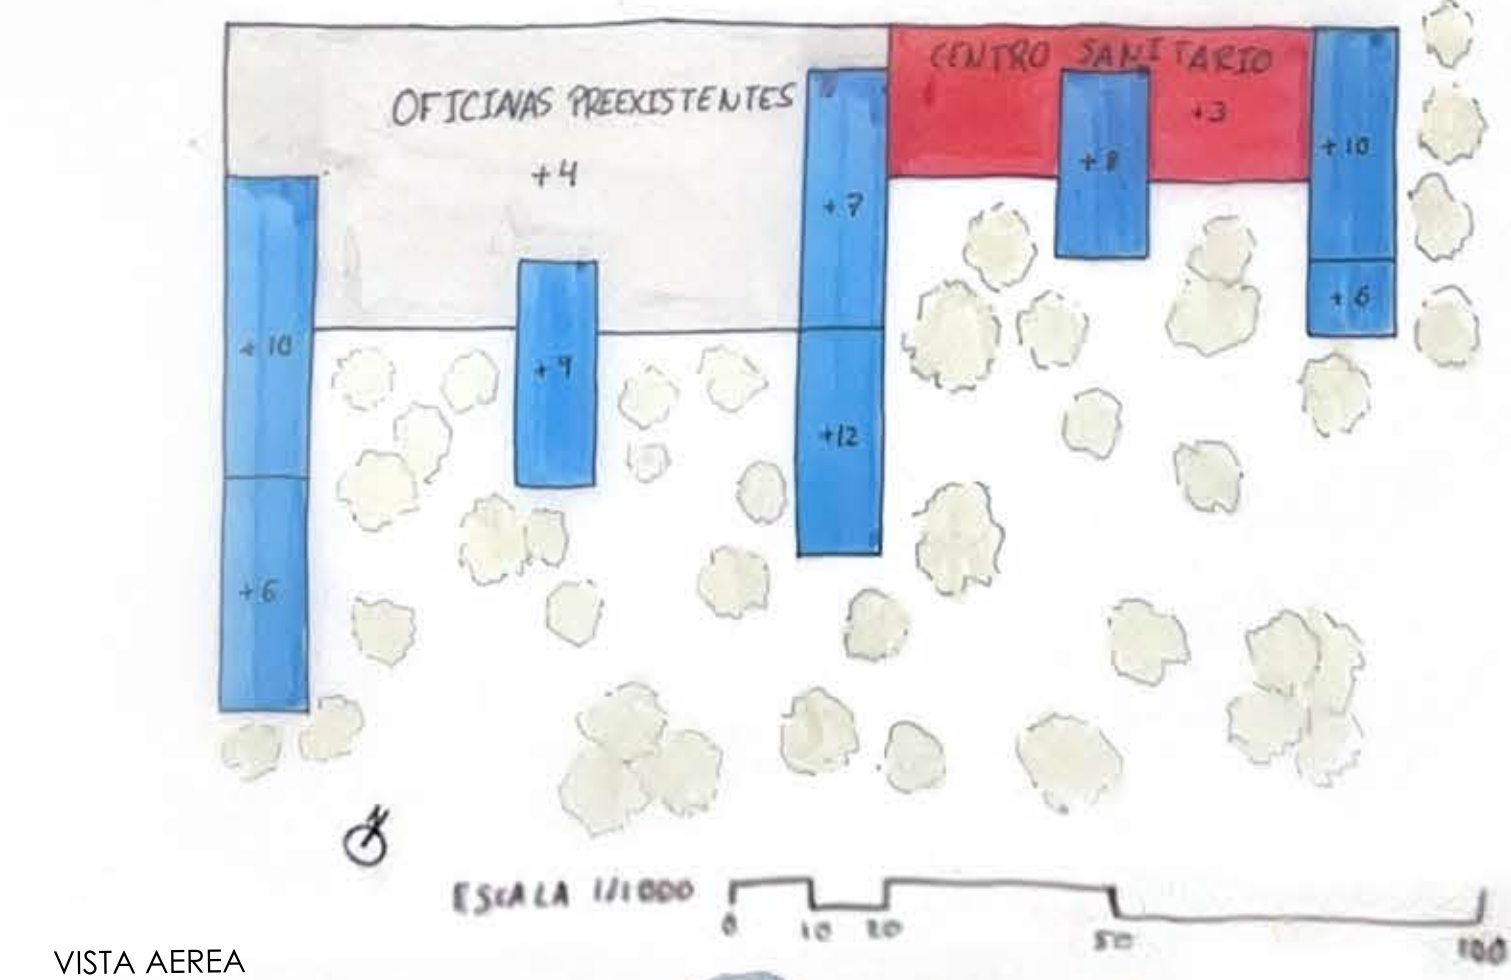 CENTRO SANITARIO
OFICINAS PREEXISTENTES
+3
+8
+10
+4
+7
+6
+10
+9
+12
+6
N
ESCALA 1/1000
0 10 20 50 100
VISTA AEREA